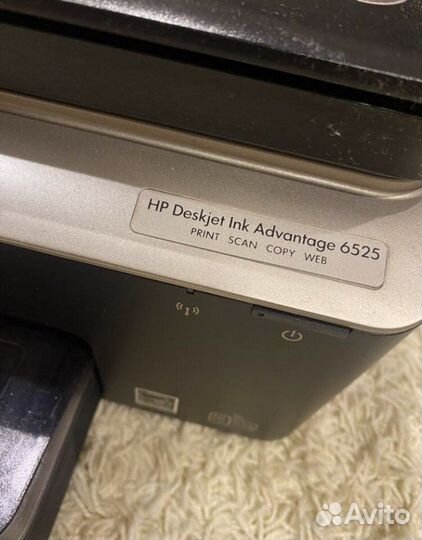 HP Deskjet Ink Advantage 6525
PRINT SCAN COPY WEB
Avito